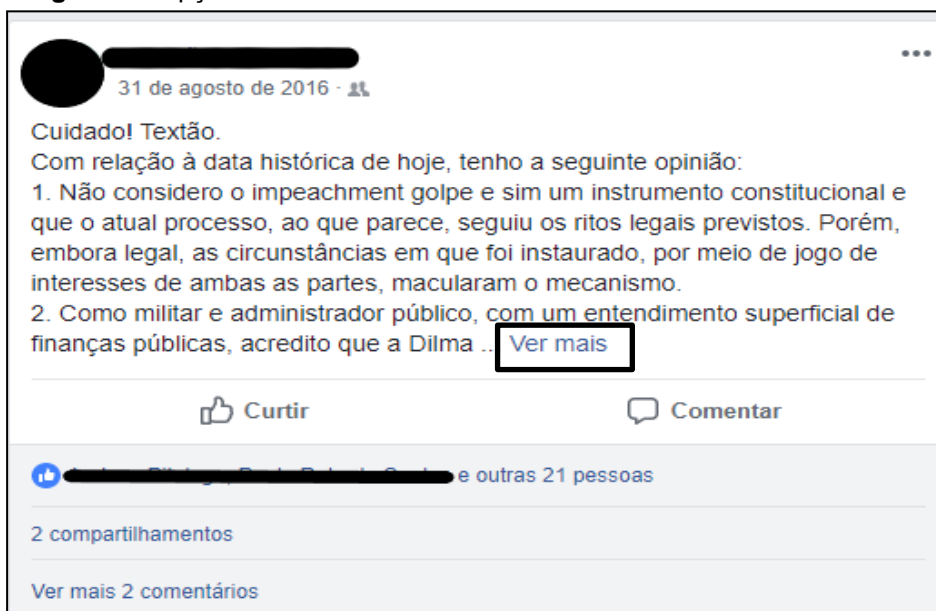 31 de agosto de 2016 ·
Cuidado! Textão.
Com relação à data histórica de hoje, tenho a seguinte opinião:
1. Não considero o impeachment golpe e sim um instrumento constitucional e
que o atual processo, ao que parece, seguiu os ritos legais previstos. Porém,
embora legal, as circunstâncias em que foi instaurado, por meio de jogo de
interesses de ambas as partes, macularam o mecanismo.
2. Como militar e administrador público, com um entendimento superficial de
finanças públicas, acredito que a Dilma ... Ver mais
Curtir Comentar
e outras 21 pessoas
2 compartilhamentos
Ver mais 2 comentários